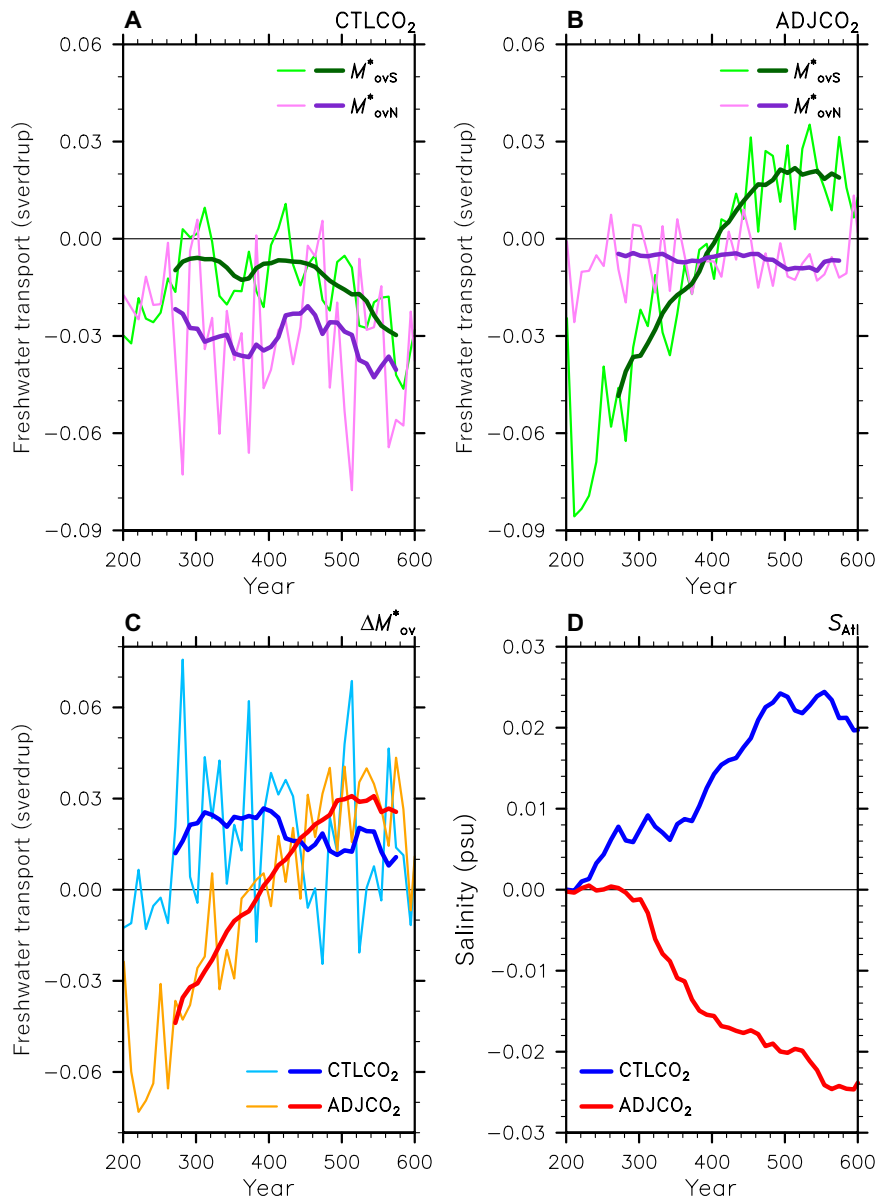 A CTLCO₂
0.06
0.03
0.00
−0.03
−0.06
−0.09
Freshwater transport (sverdrup)
M*ovS
M*ovN
200 300 400 500 600
Year
B ADJCO₂
0.06
0.03
0.00
−0.03
−0.06
−0.09
Freshwater transport (sverdrup)
M*ovS
M*ovN
200 300 400 500 600
Year
C ΔM*ov
0.06
0.03
0.00
−0.03
−0.06
Freshwater transport (sverdrup)
CTLCO₂
ADJCO₂
200 300 400 500 600
Year
D SAtl
0.03
0.02
0.01
0.00
−0.01
−0.02
−0.03
Salinity (psu)
CTLCO₂
ADJCO₂
200 300 400 500 600
Year